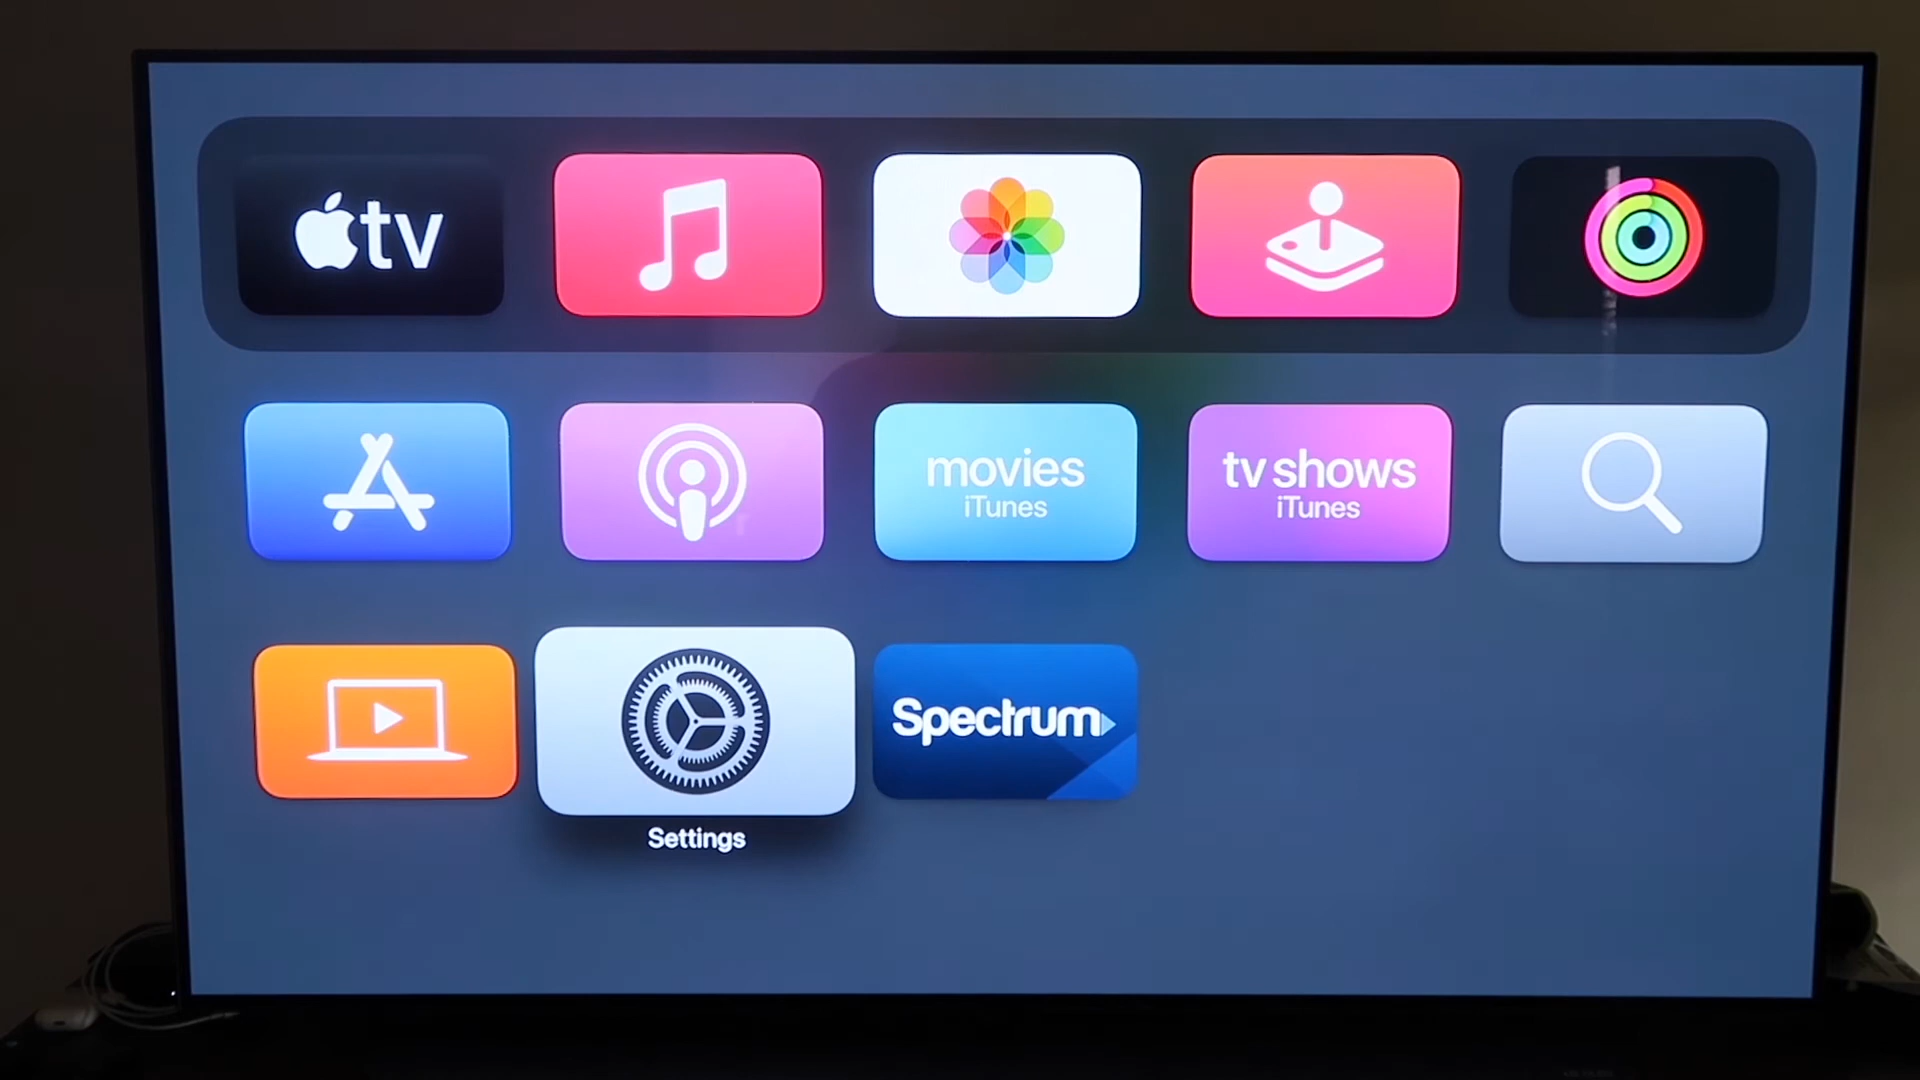 tv
movies
iTunes
tv shows
iTunes
Spectrum
Settings